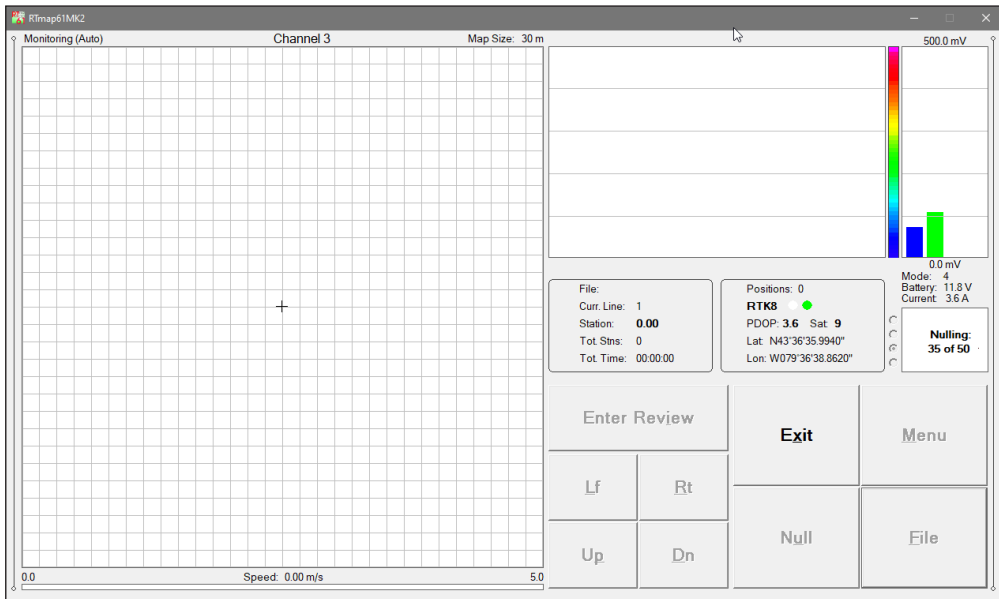 RTmap61MK2
Monitoring (Auto) Channel 3 Map Size: 30 m
500.0 mV
0.0 mV
Mode: 4
Battery: 11.8 V
Current: 3.6 A
File:
Curr. Line: 1
Station: 0.00
Tot. Stns: 0
Tot. Time: 00:00:00
Positions: 0
RTK8
PDOP: 3.6 Sat: 9
Lat: N43°36'35.9940"
Lon: W079°36'38.8620"
Nulling:
35 of 50
Enter Review
Exit
Menu
Lf
Rt
Up
Dn
Null
File
0.0 Speed: 0.00 m/s 5.0